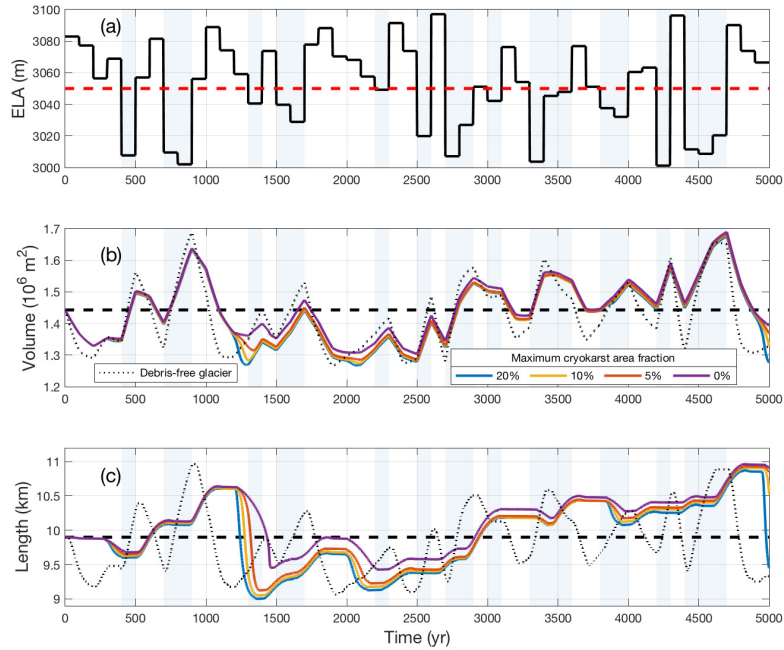 (a)
ELA (m)
3100
3080
3060
3040
3020
3000
0 500 1000 1500 2000 2500 3000 3500 4000 4500 5000
(b)
Volume (10⁶ m²)
1.7
1.6
1.5
1.4
1.3
1.2
Debris-free glacier
Maximum cryokarst area fraction
20% 10% 5% 0%
0 500 1000 1500 2000 2500 3000 3500 4000 4500 5000
(c)
Length (km)
11
10.5
10
9.5
9
0 500 1000 1500 2000 2500 3000 3500 4000 4500 5000
Time (yr)